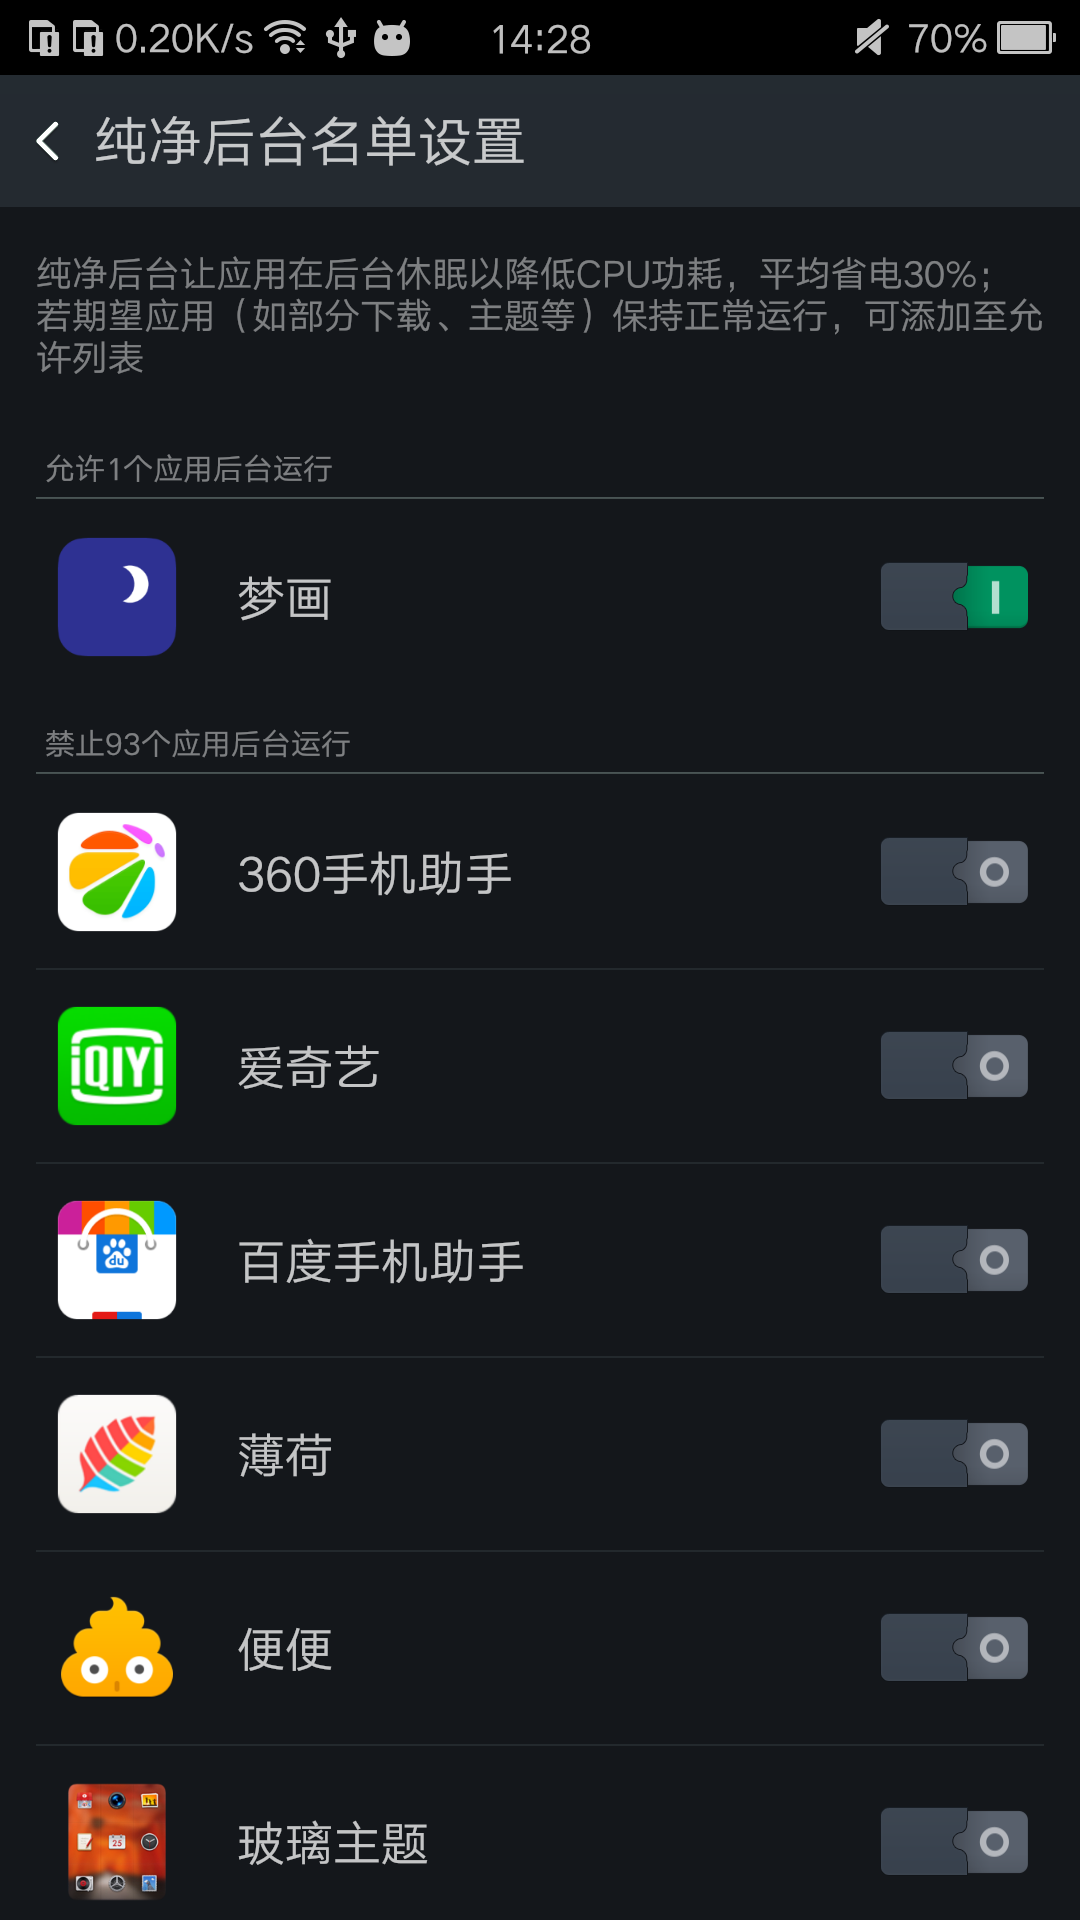 0.20K/s 14:28 70%
纯净后台名单设置
纯净后台让应用在后台休眠以降低CPU功耗，平均省电30%；
若期望应用（如部分下载、主题等）保持正常运行，可添加至允
许列表
允许1个应用后台运行
梦画
禁止93个应用后台运行
360手机助手
iQIYI
爱奇艺
du
百度手机助手
薄荷
便便
25
玻璃主题